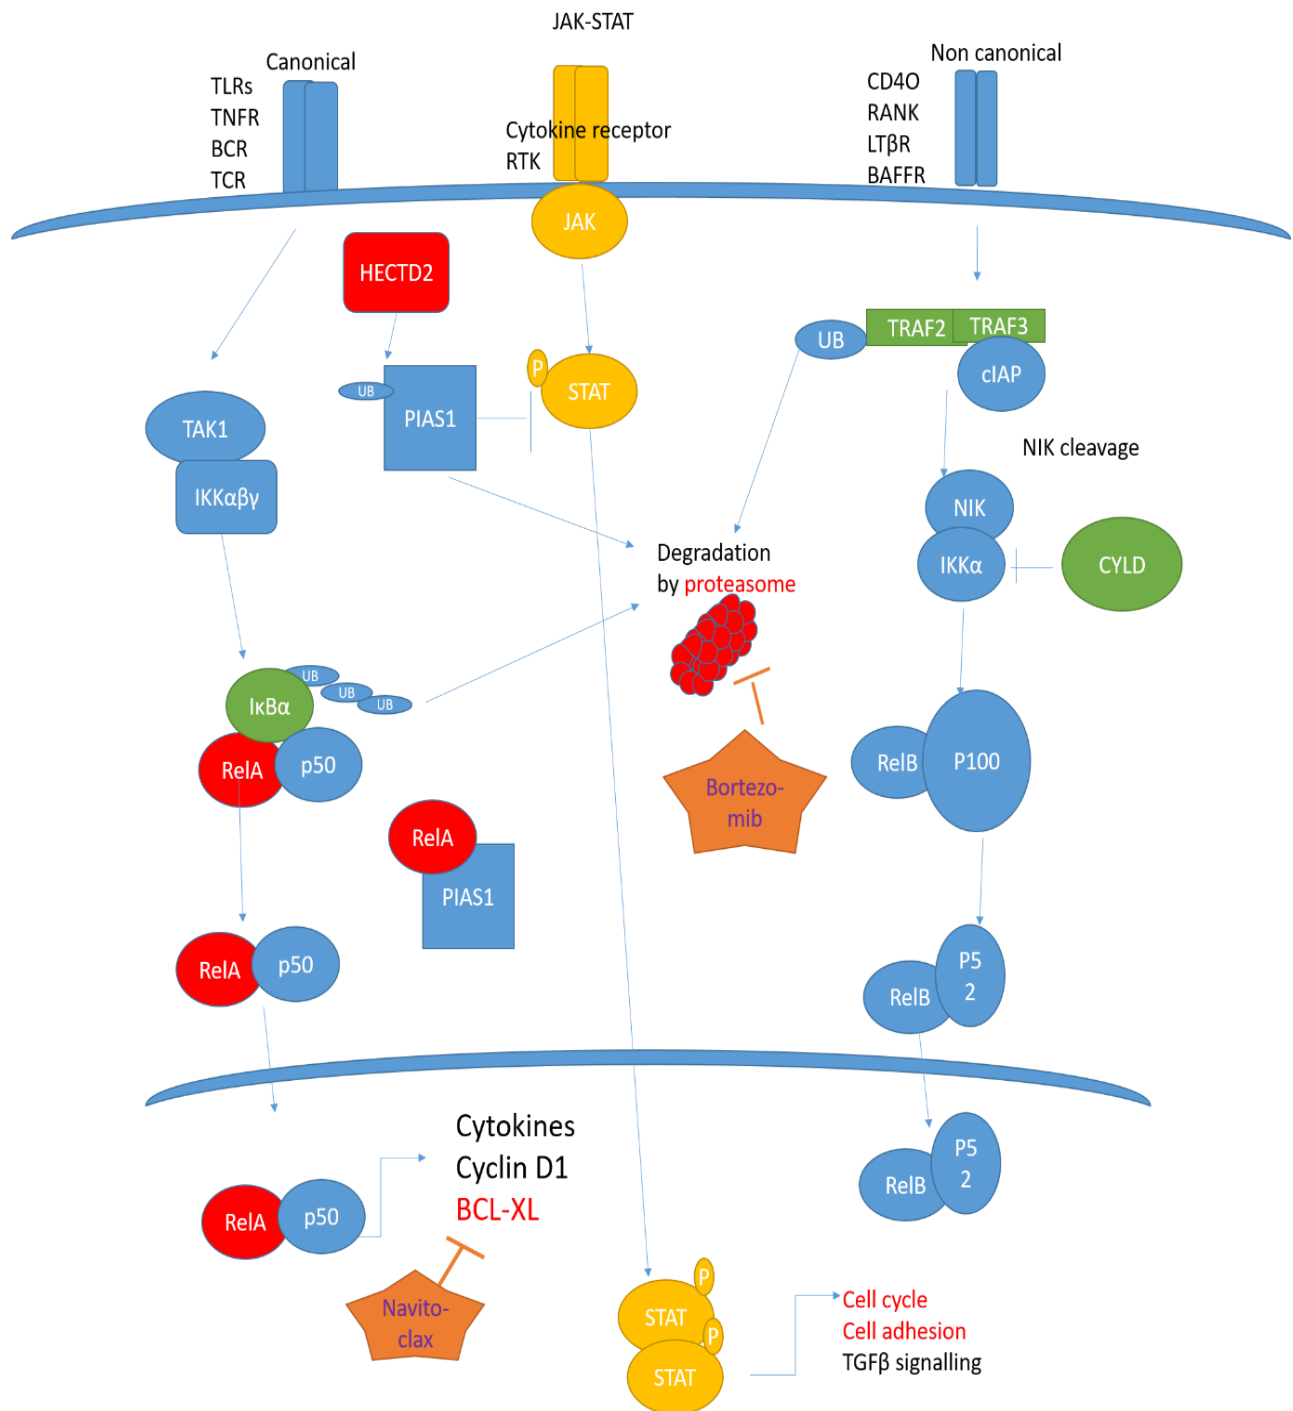 JAK-STAT
Canonical
TLRs
TNFR
BCR
TCR
Cytokine receptor
RTK
Non canonical
CD4O
RANK
LTβR
BAFFR
JAK
HECTD2
UB
TRAF2
TRAF3
cIAP
P
STAT
UB
PIAS1
TAK1
IKKαβγ
NIK cleavage
NIK
IKKα
CYLD
Degradation
by proteasome
IκBα
UB
UB
UB
RelA
p50
Bortezo-
mib
RelB
P100
RelA
PIAS1
RelA
p50
RelB
P5
2
Cytokines
Cyclin D1
BCL-XL
RelA
p50
RelB
P5
2
Navito-
clax
P
STAT
P
STAT
Cell cycle
Cell adhesion
TGFβ signalling